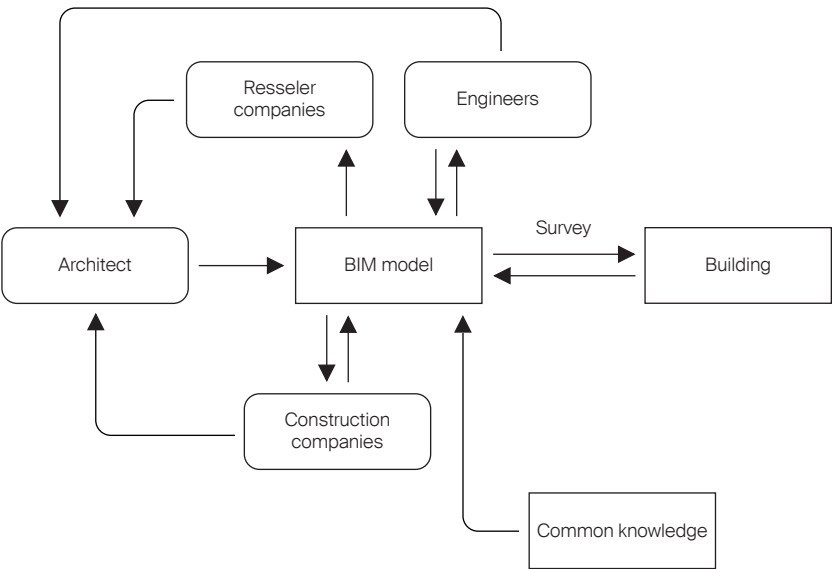 Resseler
companies
Engineers
Survey
Architect
BIM model
Building
Construction
companies
Common knowledge